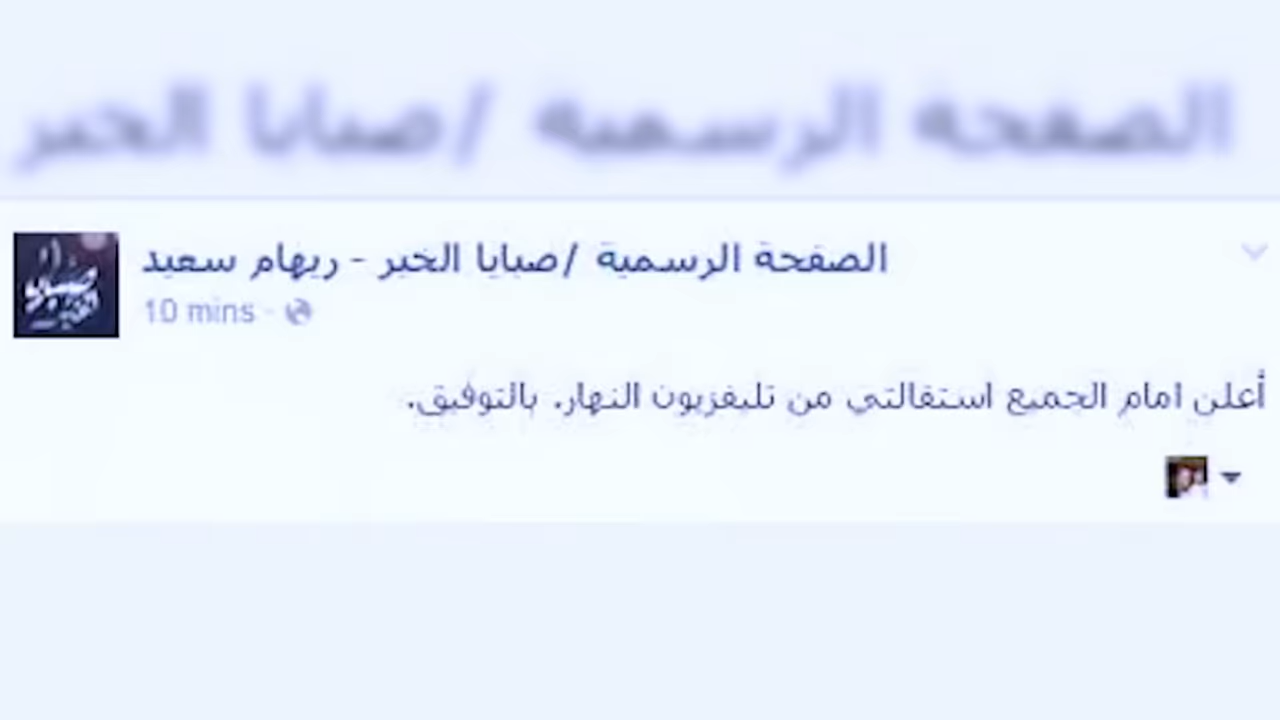 الصفحة الرسمية /صبايا الخير
الصفحة الرسمية /صبايا الخير - ريهام سعيد
10 mins ·
أعلن امام الجميع استقالتي من تليفزيون النهار. بالتوفيق.